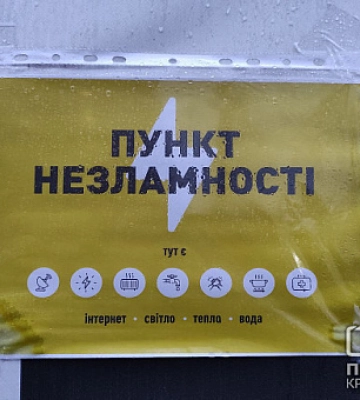 ПУНКТ
НЕЗЛАМНОСТІ
тут є
інтернет · світло · тепло · вода